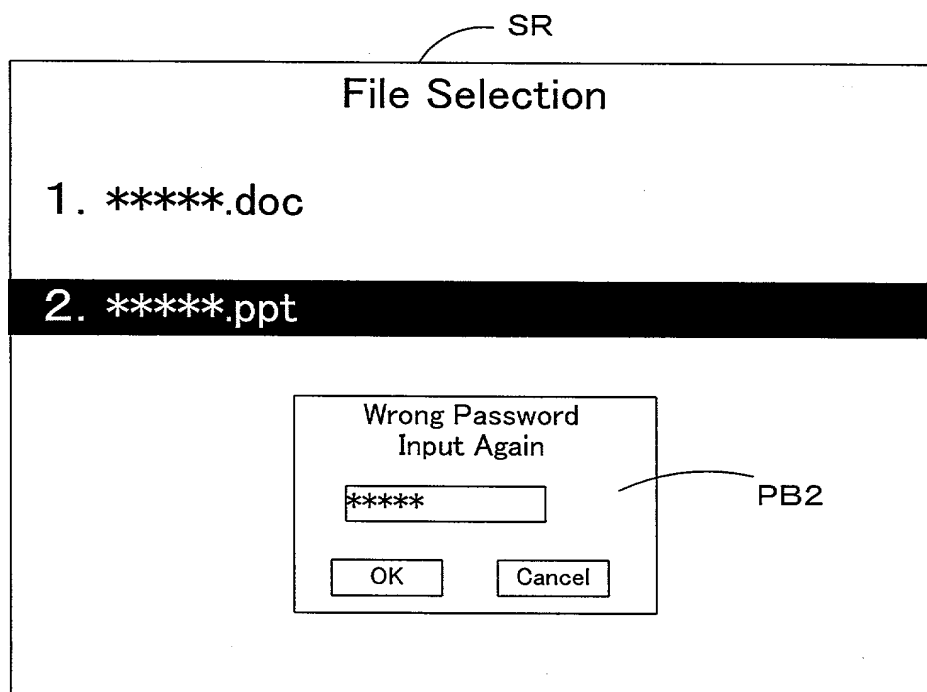 SR
File Selection
1. *****.doc
2. *****.ppt
Wrong Password
Input Again
*****
PB2
OK
Cancel